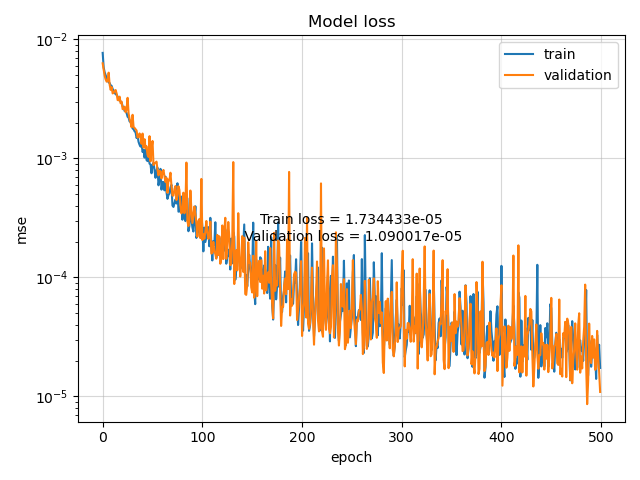 Model loss
train
validation
Train loss = 1.734433e-05
Validation loss = 1.090017e-05
mse
10⁻²
10⁻³
10⁻⁴
10⁻⁵
0 100 200 300 400 500
epoch